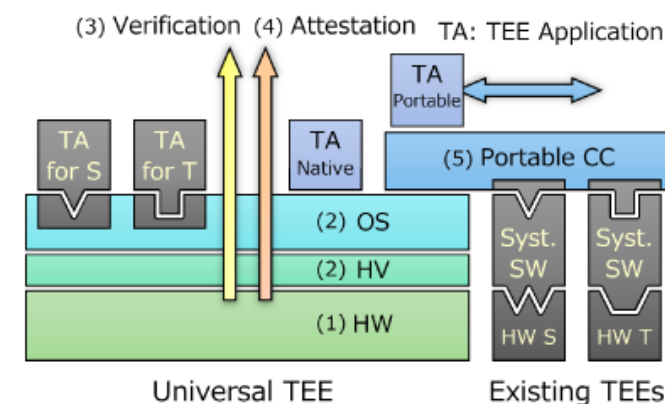 (3) Verification (4) Attestation TA: TEE Application
TA
Portable
TA
for S
TA
for T
TA
Native
(5) Portable CC
(2) OS
(2) HV
(1) HW
Syst.
SW
Syst.
SW
HW S
HW T
Universal TEE
Existing TEEs